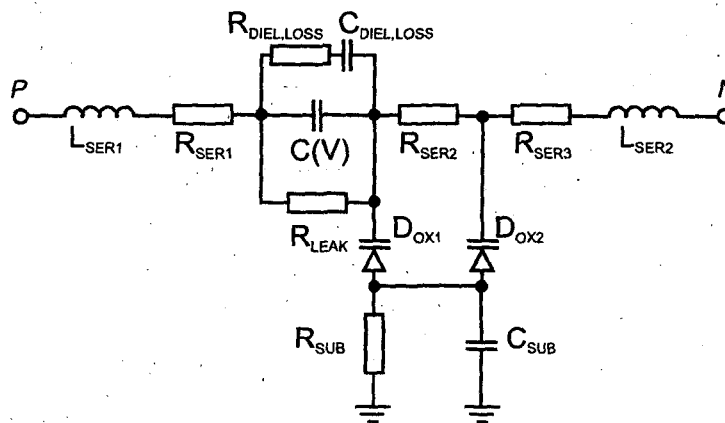 R_DIEL,LOSS
C_DIEL,LOSS
P
L_SER1
R_SER1
C(V)
R_SER2
R_SER3
L_SER2
R_LEAK
D_OX1
D_OX2
R_SUB
C_SUB